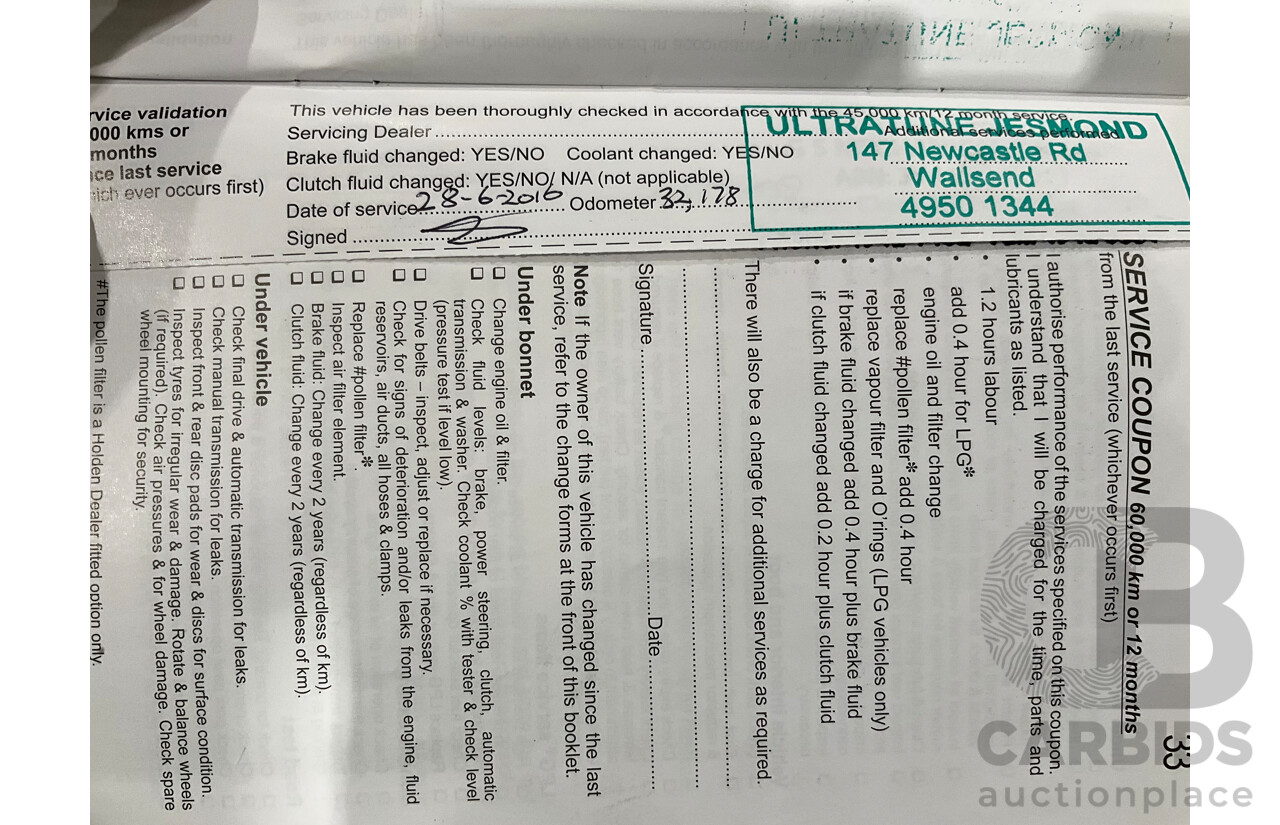 rvice validation
000 kms or
months
ce last service
ich ever occurs first)
This vehicle has been thoroughly checked in accordance with the 45,000 km/12 month service.
Servicing Dealer
Additional services performed
Brake fluid changed: YES/NO Coolant changed: YES/NO
Clutch fluid changed: YES/NO/ N/A (not applicable)
Date of service 28-6-2016 Odometer 32,178
Signed
ULTRATUNE JESMOND
147 Newcastle Rd
Wallsend
4950 1344
33
SERVICE COUPON 60,000 km or 12 months
from the last service (whichever occurs first)
I authorise performance of the services specified on this coupon.
I understand that I will be charged for the time, parts and
lubricants as listed.
• 1.2 hours labour
• add 0.4 hour for LPG*
• engine oil and filter change
• replace #pollen filter* add 0.4 hour
• replace vapour filter and O'rings (LPG vehicles only)
• if brake fluid changed add 0.4 hour plus brake fluid
• if clutch fluid changed add 0.2 hour plus clutch fluid
There will also be a charge for additional services as required.
Signature Date
Note If the owner of this vehicle has changed since the last
service, refer to the change forms at the front of this booklet.
Under bonnet
Change engine oil & filter.
Check fluid levels: brake, power steering, clutch, automatic
transmission & washer. Check coolant % with tester & check level
(pressure test if level low).
Drive belts – inspect, adjust or replace if necessary.
Check for signs of deterioration and/or leaks from the engine, fluid
reservoirs, air ducts, all hoses & clamps.
Replace #pollen filter*.
Inspect air filter element.
Brake fluid: Change every 2 years (regardless of km).
Clutch fluid: Change every 2 years (regardless of km).
Under vehicle
Check final drive & automatic transmission for leaks.
Check manual transmission for leaks.
Inspect front & rear disc pads for wear & discs for surface condition.
Inspect tyres for irregular wear & damage. Rotate & balance wheels
(if required). Check air pressures & for wheel damage. Check spare
wheel mounting for security.
#The pollen filter is a Holden Dealer fitted option only.
CARBIDS
auctionplace